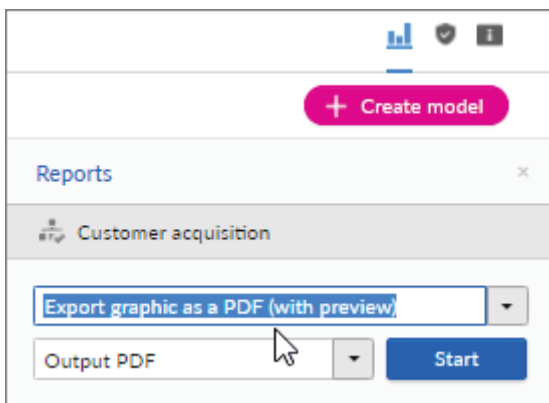 Create model
Reports
Customer acquisition
Export graphic as a PDF (with preview)
Output PDF
Start